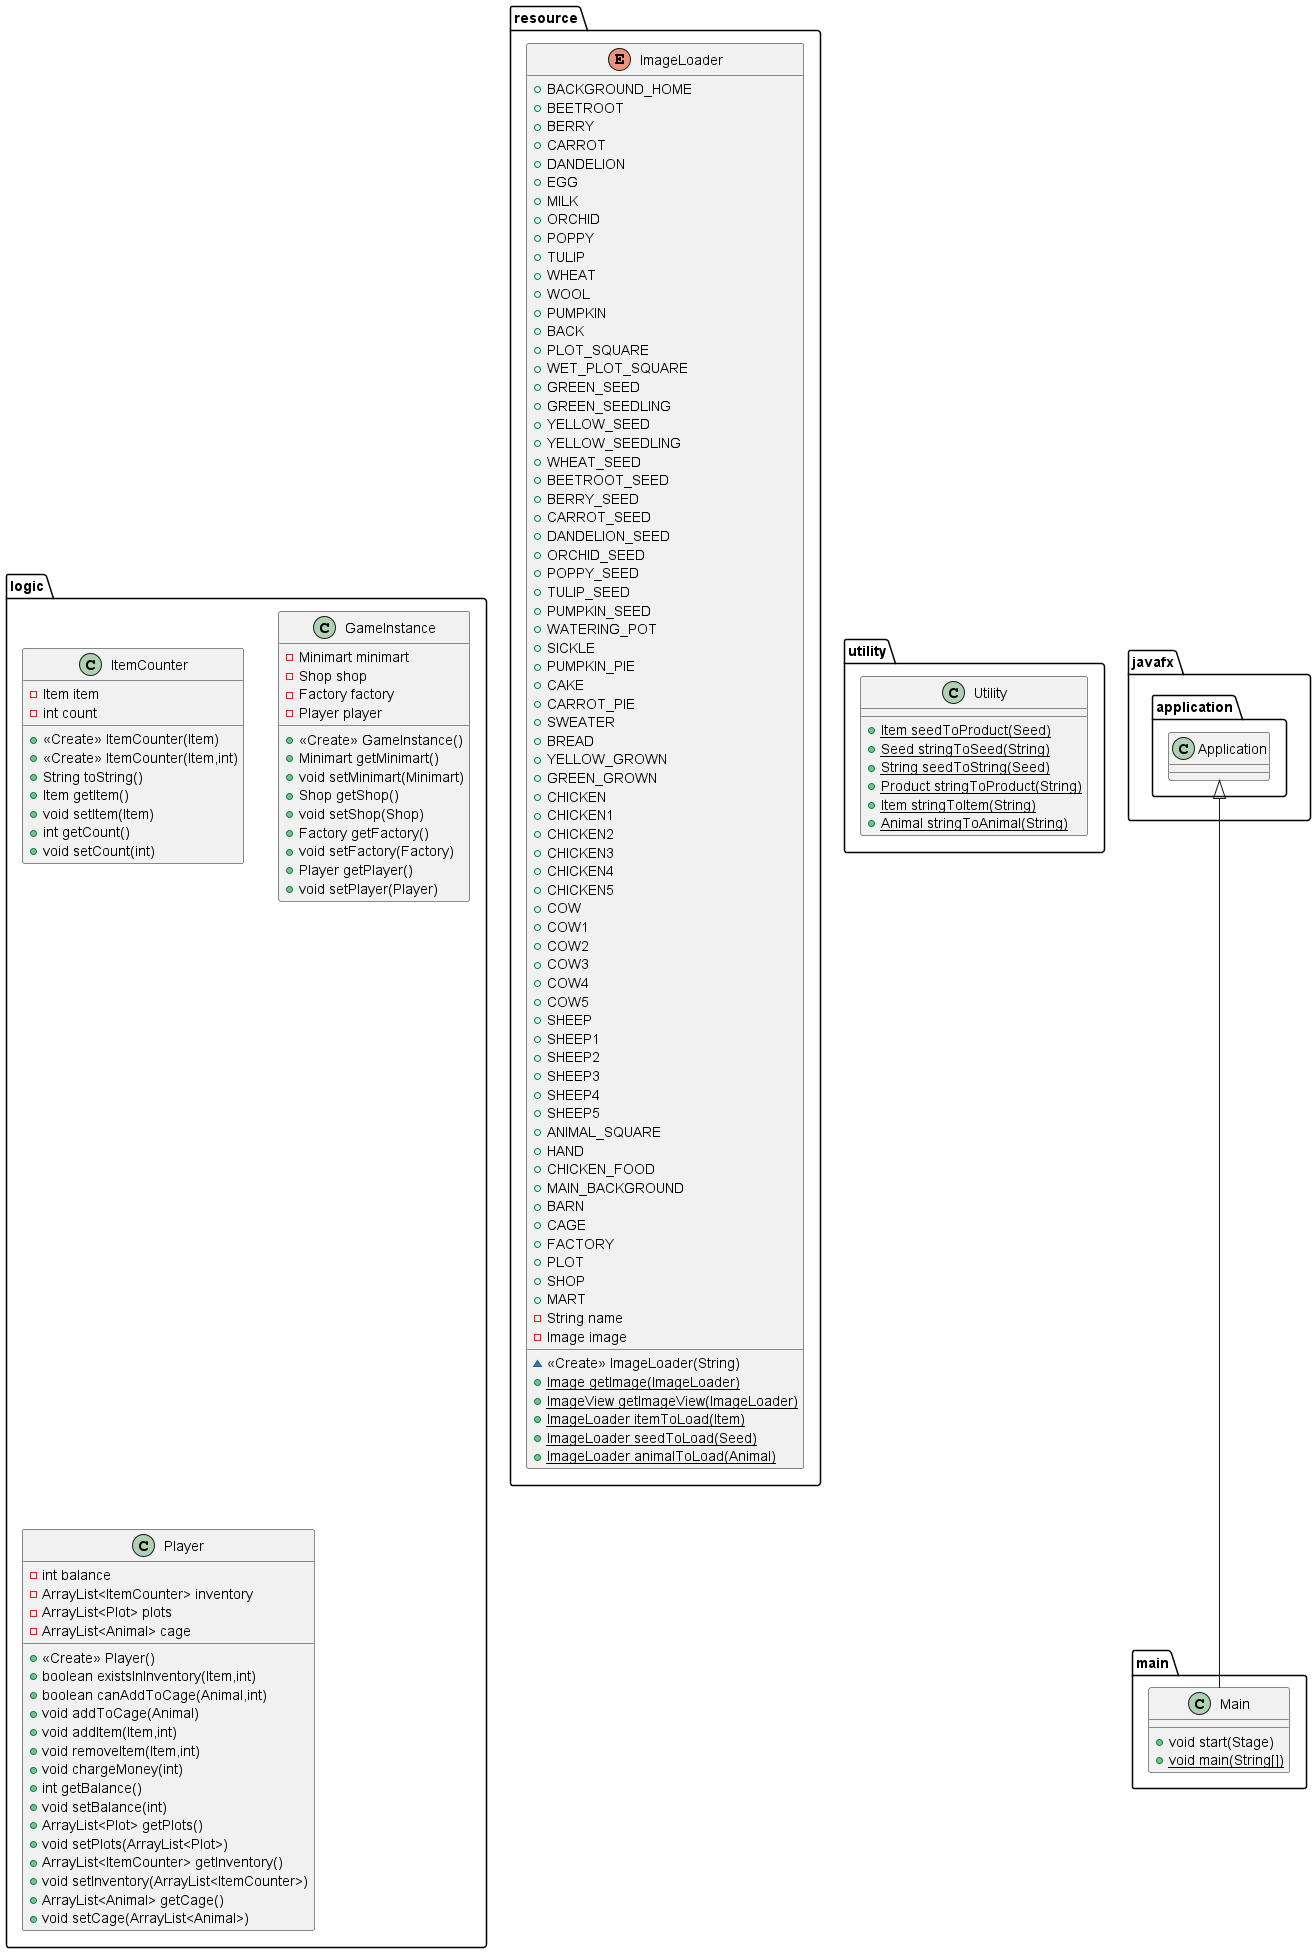 resource
E ImageLoader
BACKGROUND_HOME
BEETROOT
BERRY
CARROT
DANDELION
EGG
MILK
ORCHID
POPPY
TULIP
WHEAT
WOOL
PUMPKIN
BACK
PLOT_SQUARE
WET_PLOT_SQUARE
GREEN_SEED
GREEN_SEEDLING
YELLOW_SEED
YELLOW_SEEDLING
WHEAT_SEED
BEETROOT_SEED
BERRY_SEED
CARROT_SEED
DANDELION_SEED
ORCHID_SEED
POPPY_SEED
TULIP_SEED
PUMPKIN_SEED
WATERING_POT
SICKLE
PUMPKIN_PIE
CAKE
CARROT_PIE
SWEATER
BREAD
YELLOW_GROWN
GREEN_GROWN
CHICKEN
CHICKEN1
CHICKEN2
CHICKEN3
CHICKEN4
CHICKEN5
COW
COW1
COW2
COW3
COW4
COW5
SHEEP
SHEEP1
SHEEP2
SHEEP3
SHEEP4
SHEEP5
ANIMAL_SQUARE
HAND
CHICKEN_FOOD
MAIN_BACKGROUND
BARN
CAGE
FACTORY
PLOT
SHOP
MART
String name
Image image
«Create» ImageLoader(String)
Image getImage(ImageLoader)
ImageView getImageView(ImageLoader)
ImageLoader itemToLoad(Item)
ImageLoader seedToLoad(Seed)
ImageLoader animalToLoad(Animal)
logic
C ItemCounter
Item item
int count
«Create» ItemCounter(Item)
«Create» ItemCounter(Item,int)
String toString()
Item getItem()
void setItem(Item)
int getCount()
void setCount(int)
C GameInstance
Minimart minimart
Shop shop
Factory factory
Player player
«Create» GameInstance()
Minimart getMinimart()
void setMinimart(Minimart)
Shop getShop()
void setShop(Shop)
Factory getFactory()
void setFactory(Factory)
Player getPlayer()
void setPlayer(Player)
C Player
int balance
ArrayList<ItemCounter> inventory
ArrayList<Plot> plots
ArrayList<Animal> cage
«Create» Player()
boolean existsInInventory(Item,int)
boolean canAddToCage(Animal,int)
void addToCage(Animal)
void addItem(Item,int)
void removeItem(Item,int)
void chargeMoney(int)
int getBalance()
void setBalance(int)
ArrayList<Plot> getPlots()
void setPlots(ArrayList<Plot>)
ArrayList<ItemCounter> getInventory()
void setInventory(ArrayList<ItemCounter>)
ArrayList<Animal> getCage()
void setCage(ArrayList<Animal>)
utility
C Utility
Item seedToProduct(Seed)
Seed stringToSeed(String)
String seedToString(Seed)
Product stringToProduct(String)
Item stringToItem(String)
Animal stringToAnimal(String)
javafx
application
C Application
main
C Main
void start(Stage)
void main(String[])